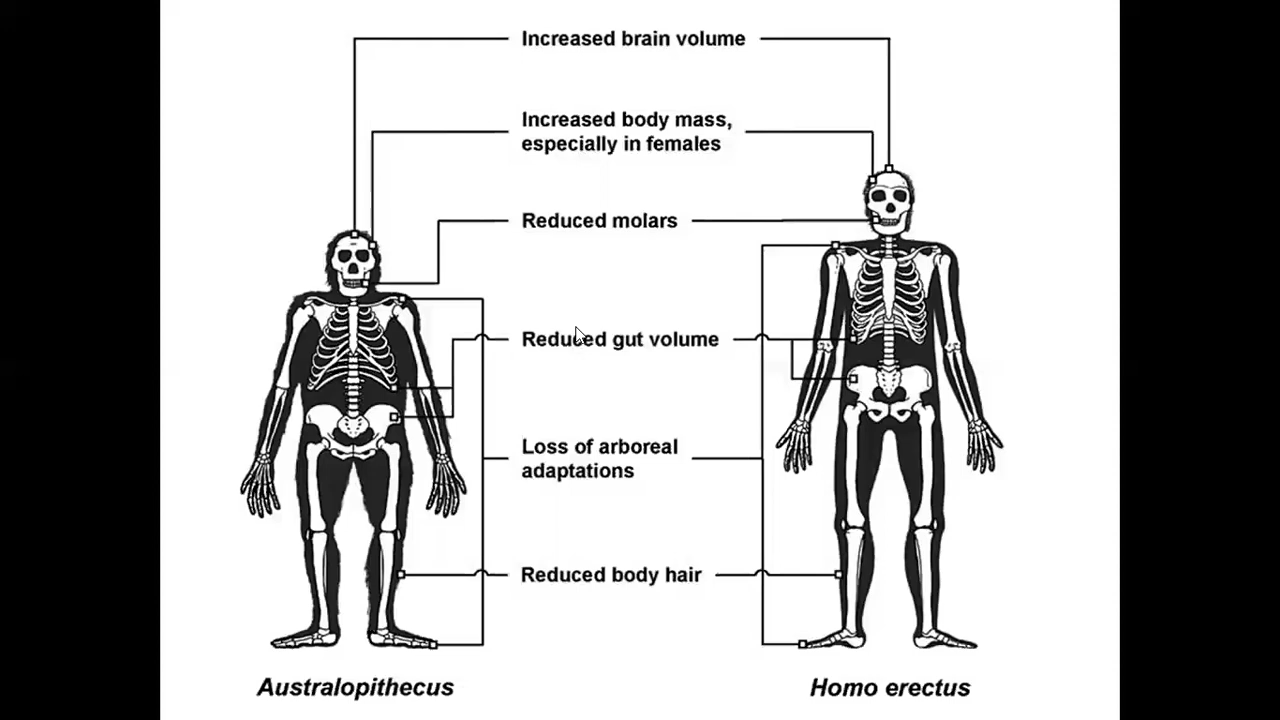 Increased brain volume
Increased body mass,
especially in females
Reduced molars
Reduced gut volume
Loss of arboreal
adaptations
Reduced body hair
Australopithecus
Homo erectus